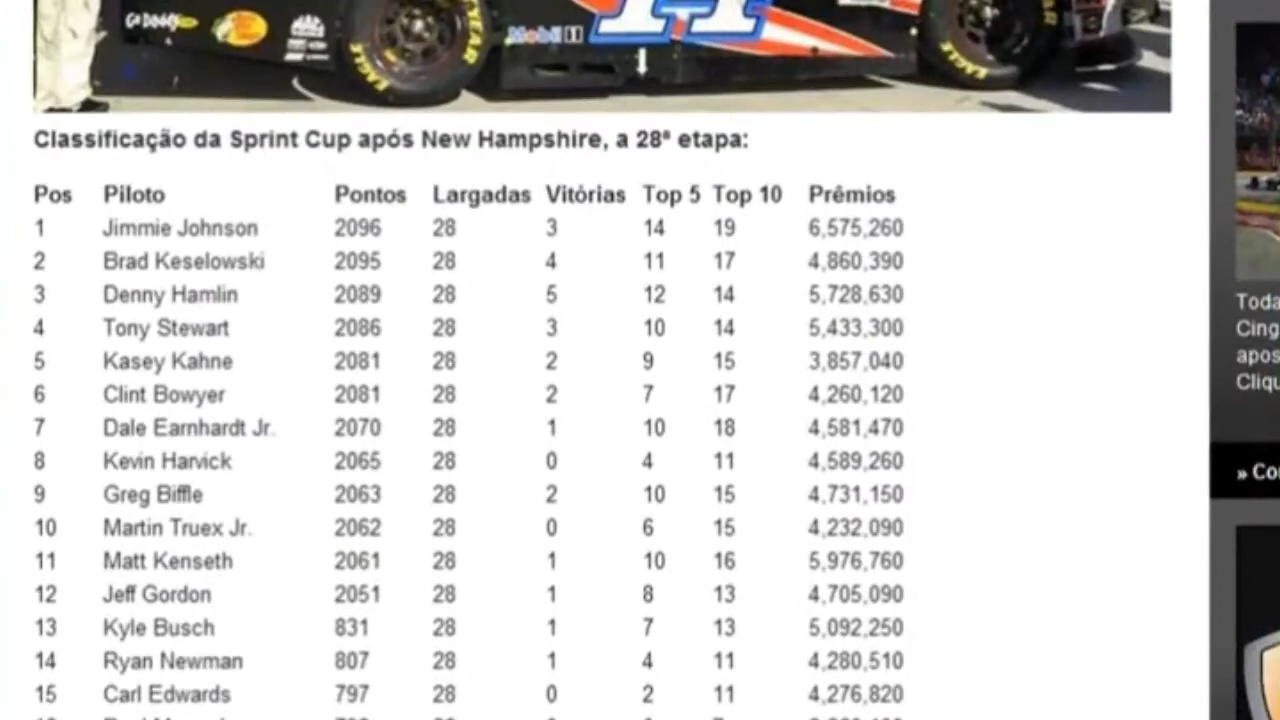 Go Daddy
Mobil 1
14
EAGLE
EAGLE
Classificação da Sprint Cup após New Hampshire, a 28ª etapa:
Pos Piloto Pontos Largadas Vitórias Top 5 Top 10 Prêmios
1 Jimmie Johnson 2096 28 3 14 19 6,575,260
2 Brad Keselowski 2095 28 4 11 17 4,860,390
3 Denny Hamlin 2089 28 5 12 14 5,728,630
4 Tony Stewart 2086 28 3 10 14 5,433,300
5 Kasey Kahne 2081 28 2 9 15 3,857,040
6 Clint Bowyer 2081 28 2 7 17 4,260,120
7 Dale Earnhardt Jr. 2070 28 1 10 18 4,581,470
8 Kevin Harvick 2065 28 0 4 11 4,589,260
9 Greg Biffle 2063 28 2 10 15 4,731,150
10 Martin Truex Jr. 2062 28 0 6 15 4,232,090
11 Matt Kenseth 2061 28 1 10 16 5,976,760
12 Jeff Gordon 2051 28 1 8 13 4,705,090
13 Kyle Busch 831 28 1 7 13 5,092,250
14 Ryan Newman 807 28 1 4 11 4,280,510
15 Carl Edwards 797 28 0 2 11 4,276,820
Toda
Cing
apos
Cliqu
» Co